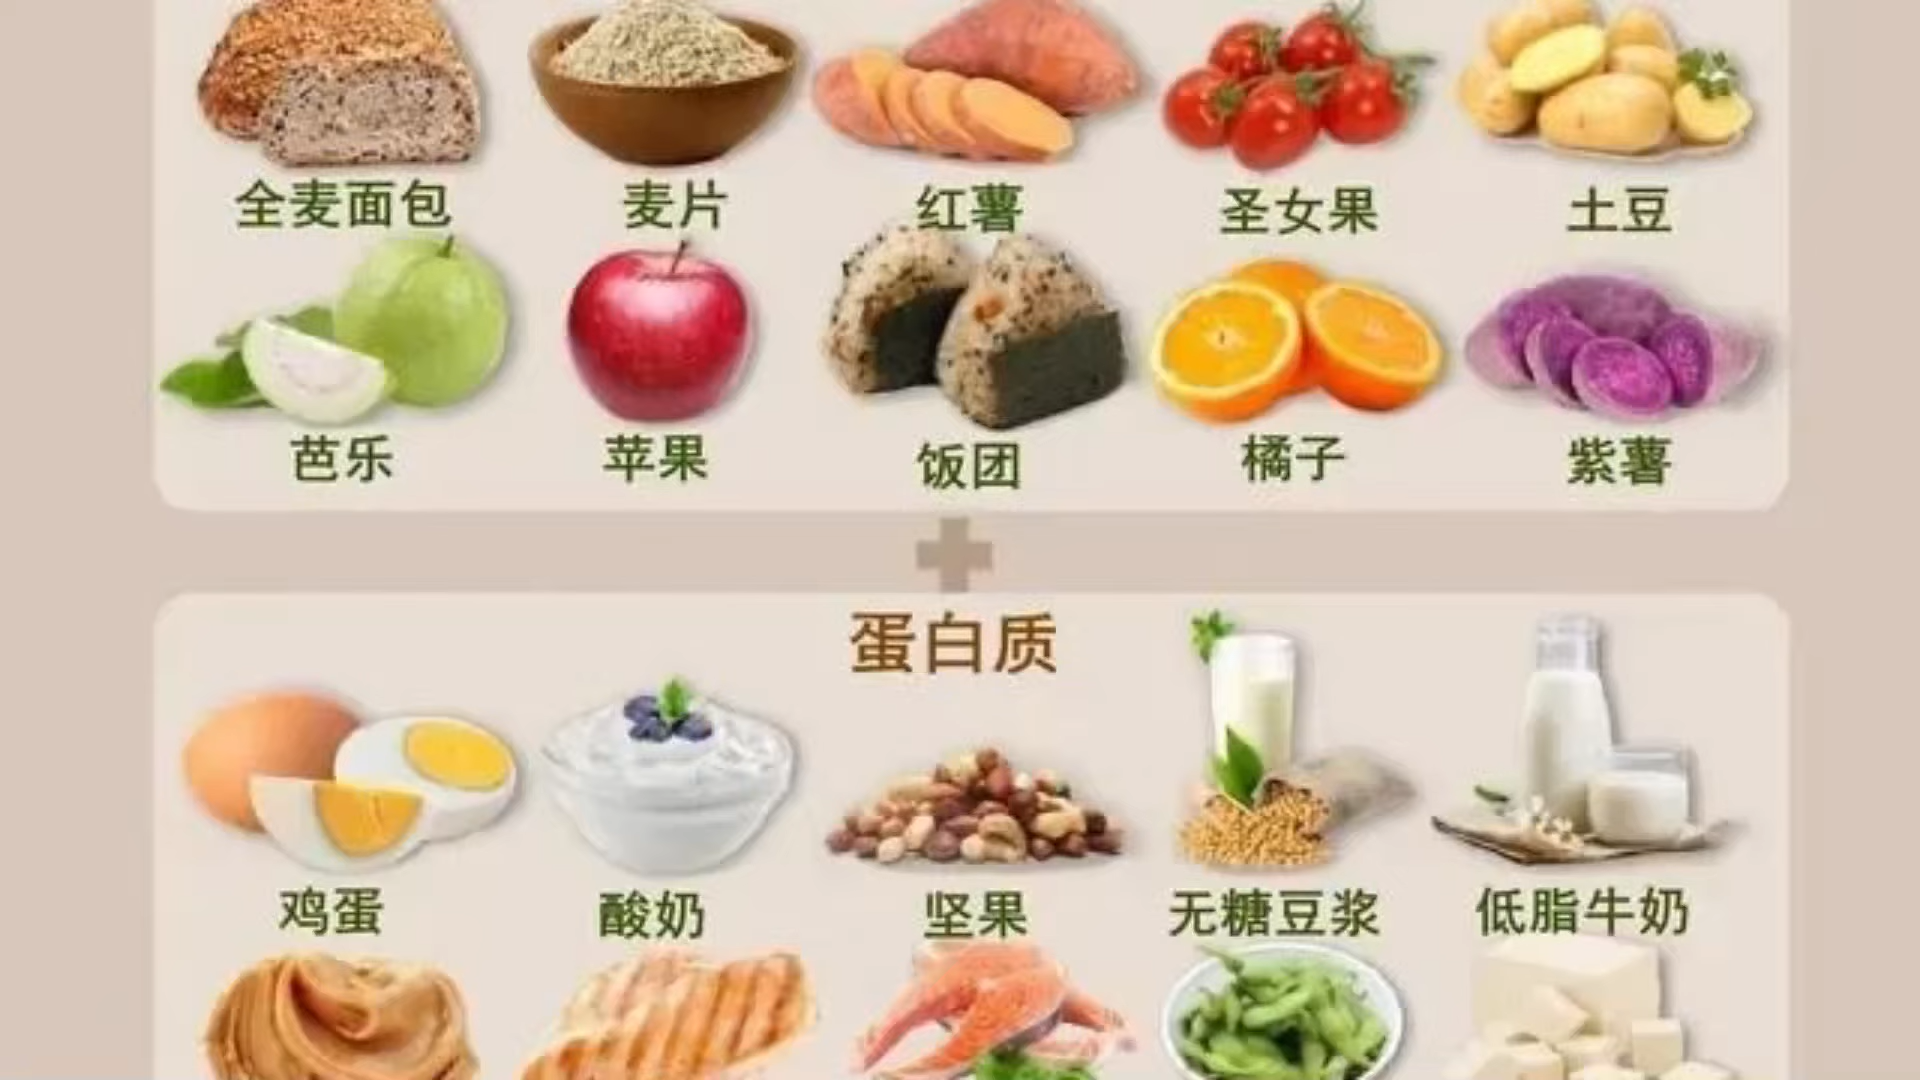 全麦面包 麦片 红薯 圣女果 土豆
芭乐 苹果 饭团 橘子 紫薯
蛋白质
鸡蛋 酸奶 坚果 无糖豆浆 低脂牛奶